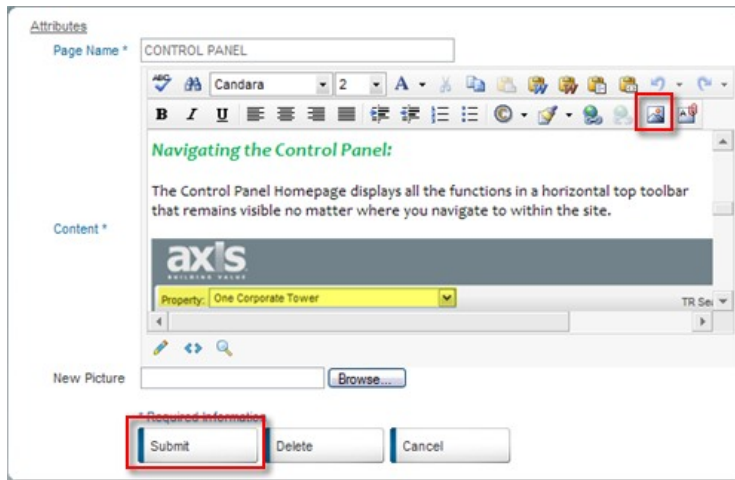 Attributes
Page Name * CONTROL PANEL
ABC Candara 2 A
B I U
Navigating the Control Panel:
The Control Panel Homepage displays all the functions in a horizontal top toolbar
that remains visible no matter where you navigate to within the site.
Content *
axis
BUILDING VALUE
Property: One Corporate Tower TR Se
New Picture Browse...
* Required Information
Submit Delete Cancel